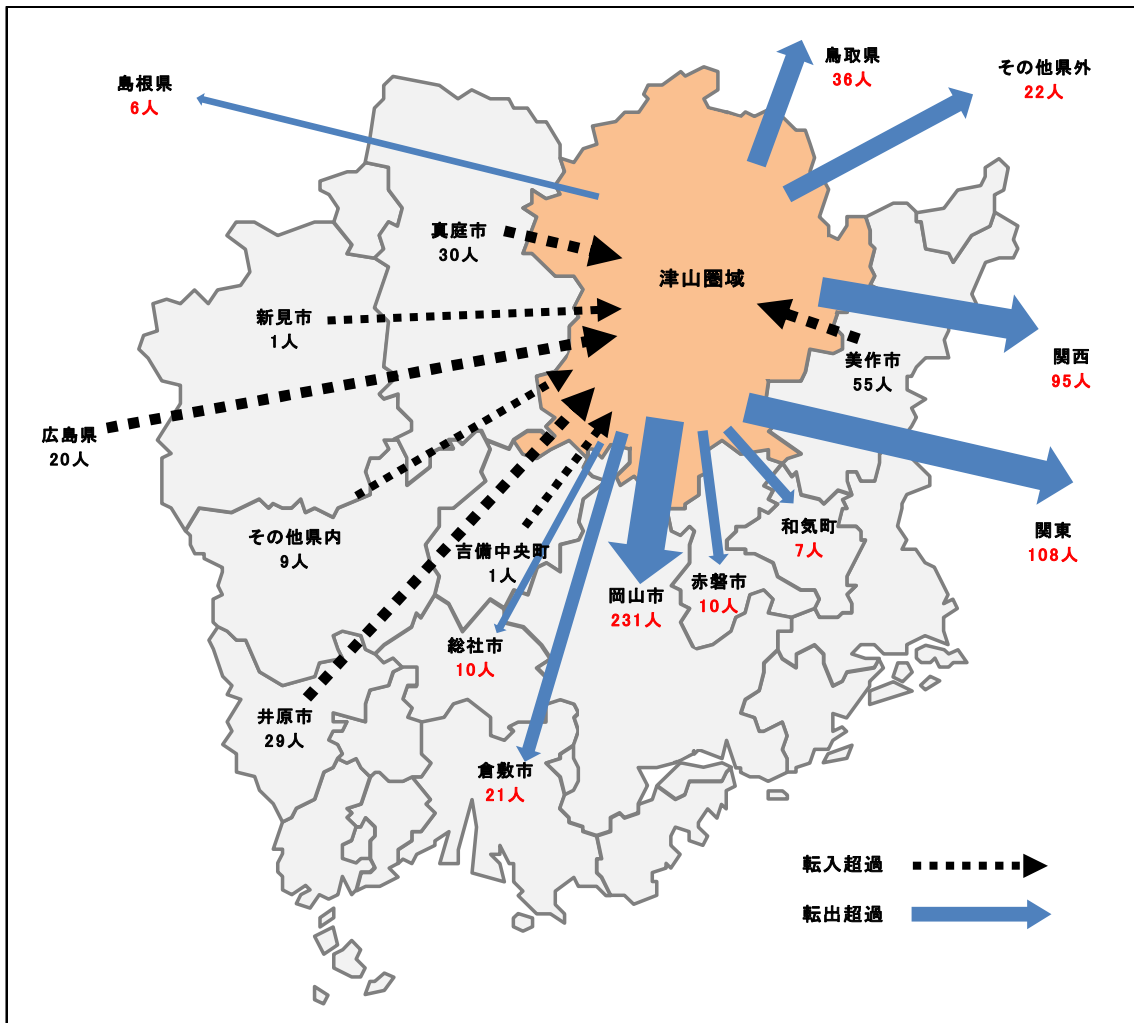 鳥取県
36人
その他県外
22人
島根県
6人
真庭市
30人
津山圏域
新見市
1人
美作市
55人
関西
95人
広島県
20人
関東
108人
その他県内
9人
吉備中央町
1人
和気町
7人
赤磐市
10人
岡山市
231人
総社市
10人
井原市
29人
倉敷市
21人
転入超過
転出超過